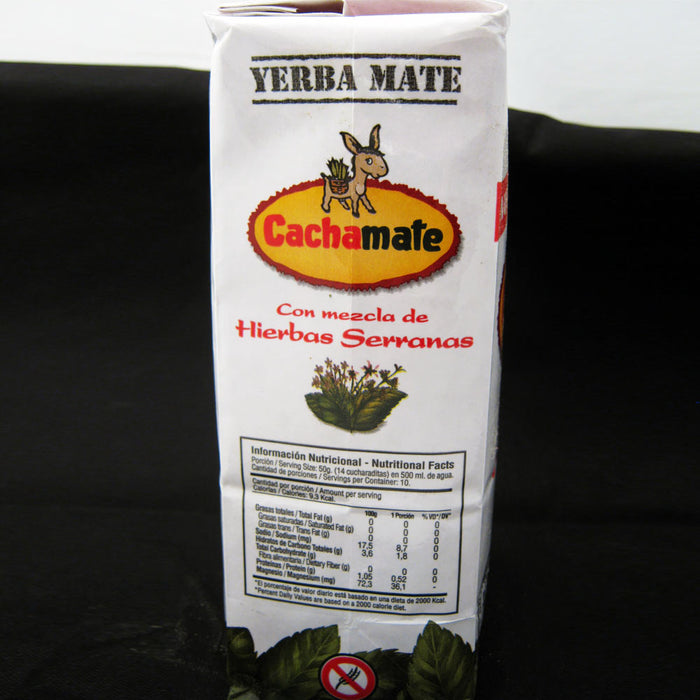 YERBA MATE
Cachamate
Con mezcla de
Hierbas Serranas
Información Nutricional - Nutritional Facts
Porción / Serving Size: 50g. (14 cucharaditas) en 500 ml. de agua.
Cantidad de porciones / Servings per Container: 10.
Cantidad por porción / Amount per serving
Calorías / Calories: 9.3 Kcal.
100g 1 Porción % VD*/DV*
Grasas totales / Total Fat (g) 0 0 0
Grasas saturadas / Saturated Fat (g) 0 0 0
Grasas trans / Trans Fat (g) 0 0 0
Sodio / Sodium (mg) 0 0 0
Hidratos de Carbono Totales (g) 17,5 8,7 0
Total Carbohydrate (g) 3,6 1,8 0
Fibra alimentaria / Dietary Fiber (g)
Proteínas / Protein (g) 0 0 0
Magnesio / Magnesium (mg) 1,05 0,52 0
72,3 36,1 -
*El porcentaje de valor diario está basado en una dieta de 2000 Kcal.
*Percent Daily Values are based on a 2000 calorie diet.